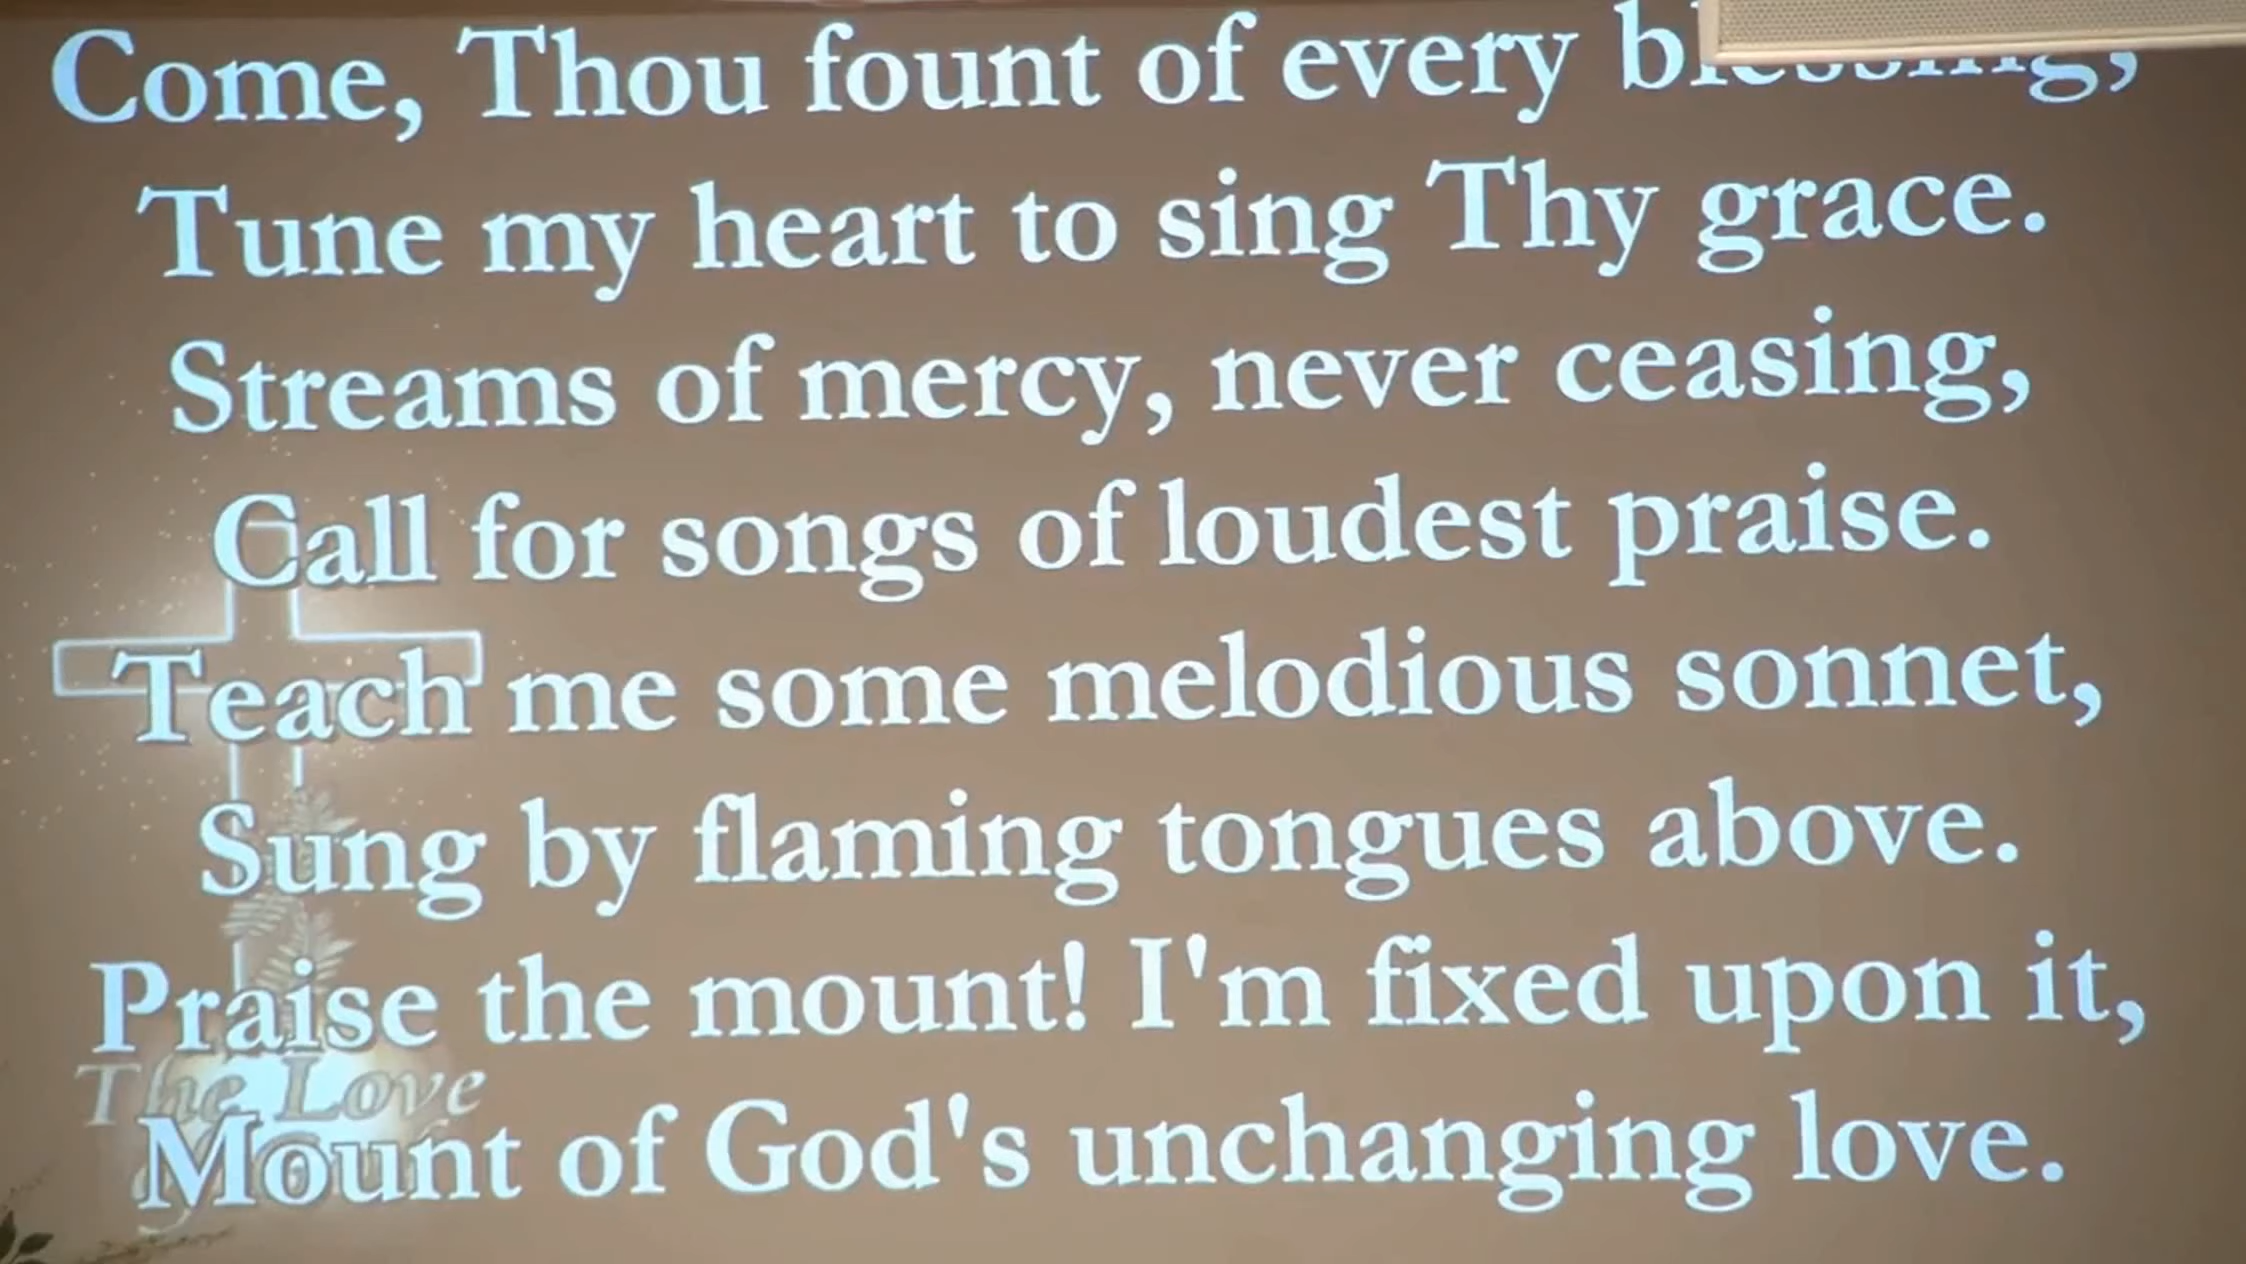 Come, Thou fount of every blessing,
Tune my heart to sing Thy grace.
Streams of mercy, never ceasing,
Call for songs of loudest praise.
Teach me some melodious sonnet,
Sung by flaming tongues above.
Praise the mount! I'm fixed upon it,
The Love
Mount of God's unchanging love.